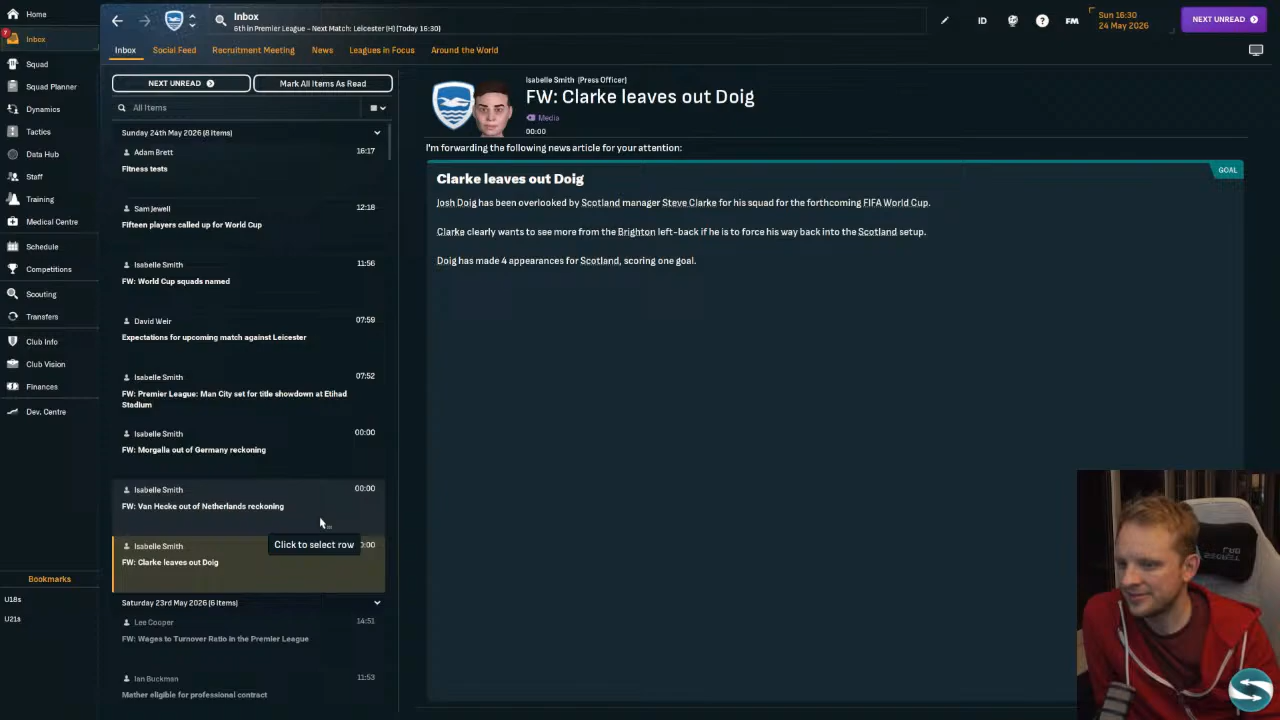 Home
Inbox
7
Squad
Squad Planner
Dynamics
Tactics
Data Hub
Staff
Training
Medical Centre
Schedule
Competitions
Scouting
Transfers
Club Info
Club Vision
Finances
Dev. Centre
Bookmarks
U18s
U21s
Inbox
6th in Premier League - Next Match: Leicester (H) (Today 16:30)
ID
?
FM
Sun 16:30
24 May 2026
NEXT UNREAD
Inbox
Social Feed
Recruitment Meeting
News
Leagues in Focus
Around the World
NEXT UNREAD
Mark All Items As Read
All Items
Sunday 24th May 2026 (8 items)
Adam Brett 16:17
Fitness tests
Sam Jewell 12:18
Fifteen players called up for World Cup
Isabelle Smith 11:56
FW: World Cup squads named
David Weir 07:59
Expectations for upcoming match against Leicester
Isabelle Smith 07:52
FW: Premier League: Man City set for title showdown at Etihad
Stadium
Isabelle Smith 00:00
FW: Morgalla out of Germany reckoning
Isabelle Smith 00:00
FW: Van Hecke out of Netherlands reckoning
Click to select row
Isabelle Smith 0:00
FW: Clarke leaves out Doig
Saturday 23rd May 2026 (6 items)
Lee Cooper 14:51
FW: Wages to Turnover Ratio in the Premier League
Ian Buckman 11:53
Mather eligible for professional contract
Isabelle Smith (Press Officer)
FW: Clarke leaves out Doig
Media
00:00
I'm forwarding the following news article for your attention:
GOAL
Clarke leaves out Doig
Josh Doig has been overlooked by Scotland manager Steve Clarke for his squad for the forthcoming FIFA World Cup.
Clarke clearly wants to see more from the Brighton left-back if he is to force his way back into the Scotland setup.
Doig has made 4 appearances for Scotland, scoring one goal.